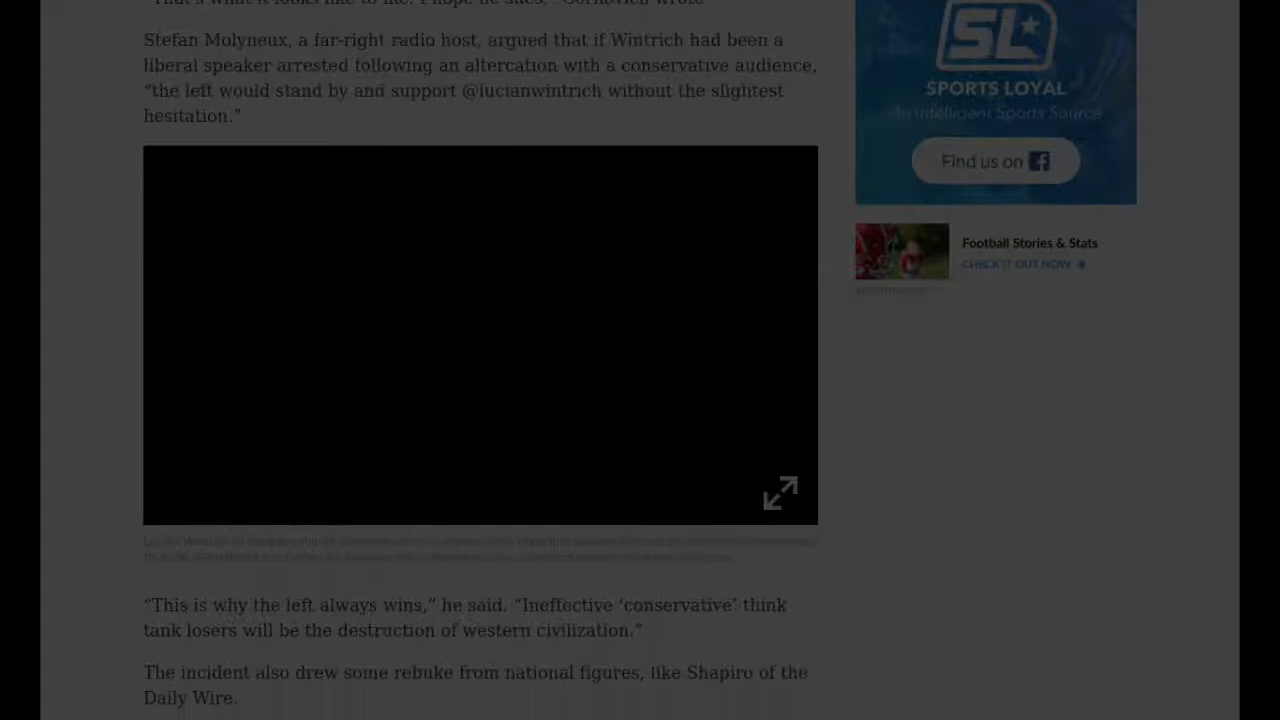 Stefan Molyneux, a far-right radio host, argued that if Wintrich had been a
liberal speaker arrested following an altercation with a conservative audience,
“the left would stand by and support @lucianwintrich without the slightest
hesitation.”
“This is why the left always wins,” he said. “Ineffective ‘conservative’ think
tank losers will be the destruction of western civilization.”
The incident also drew some rebuke from national figures, like Shapiro of the
Daily Wire.
SL
SPORTS LOYAL
An Intelligent Sports Source
Find us on
Football Stories & Stats
CHECK IT OUT NOW